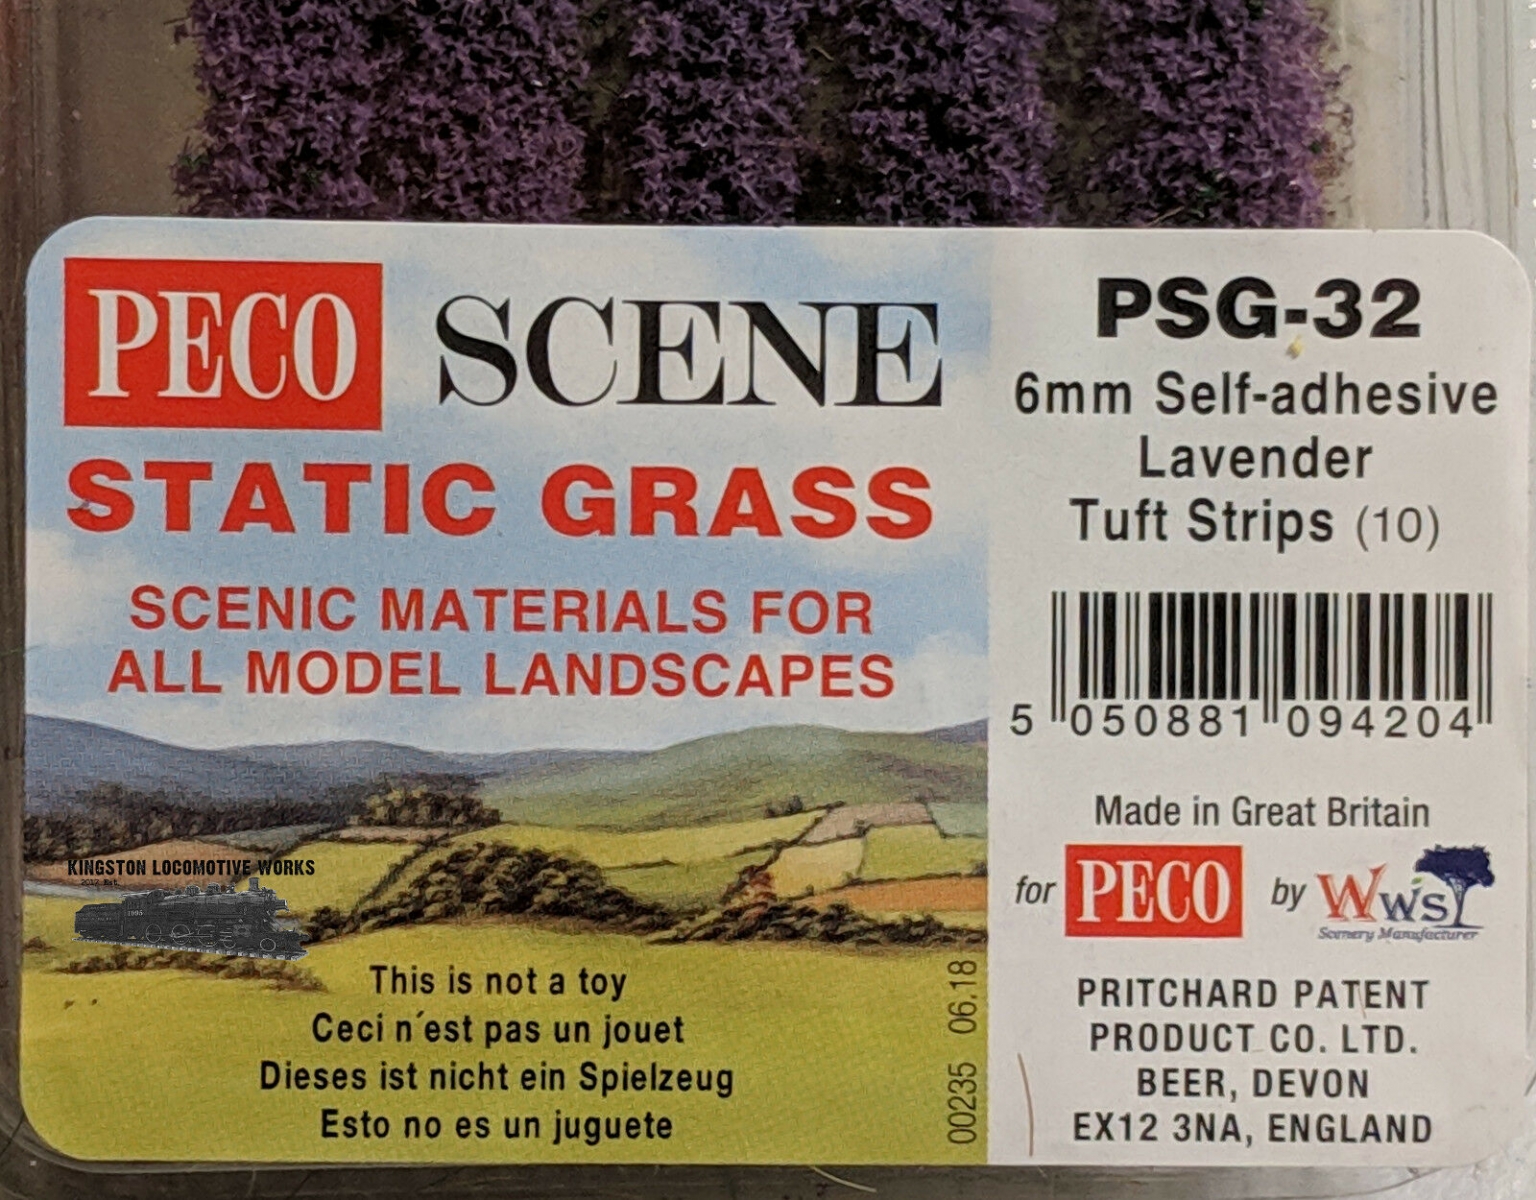 PECO SCENE
STATIC GRASS
SCENIC MATERIALS FOR
ALL MODEL LANDSCAPES
KINGSTON LOCOMOTIVE WORKS
2017 Est.
1995
This is not a toy
Ceci n´est pas un jouet
Dieses ist nicht ein Spielzeug
Esto no es un juguete
00235 06.18
PSG-32
6mm Self-adhesive
Lavender
Tuft Strips (10)
5 050881 094204
Made in Great Britain
for PECO by WWS
Scenery Manufacturer
PRITCHARD PATENT
PRODUCT CO. LTD.
BEER, DEVON
EX12 3NA, ENGLAND